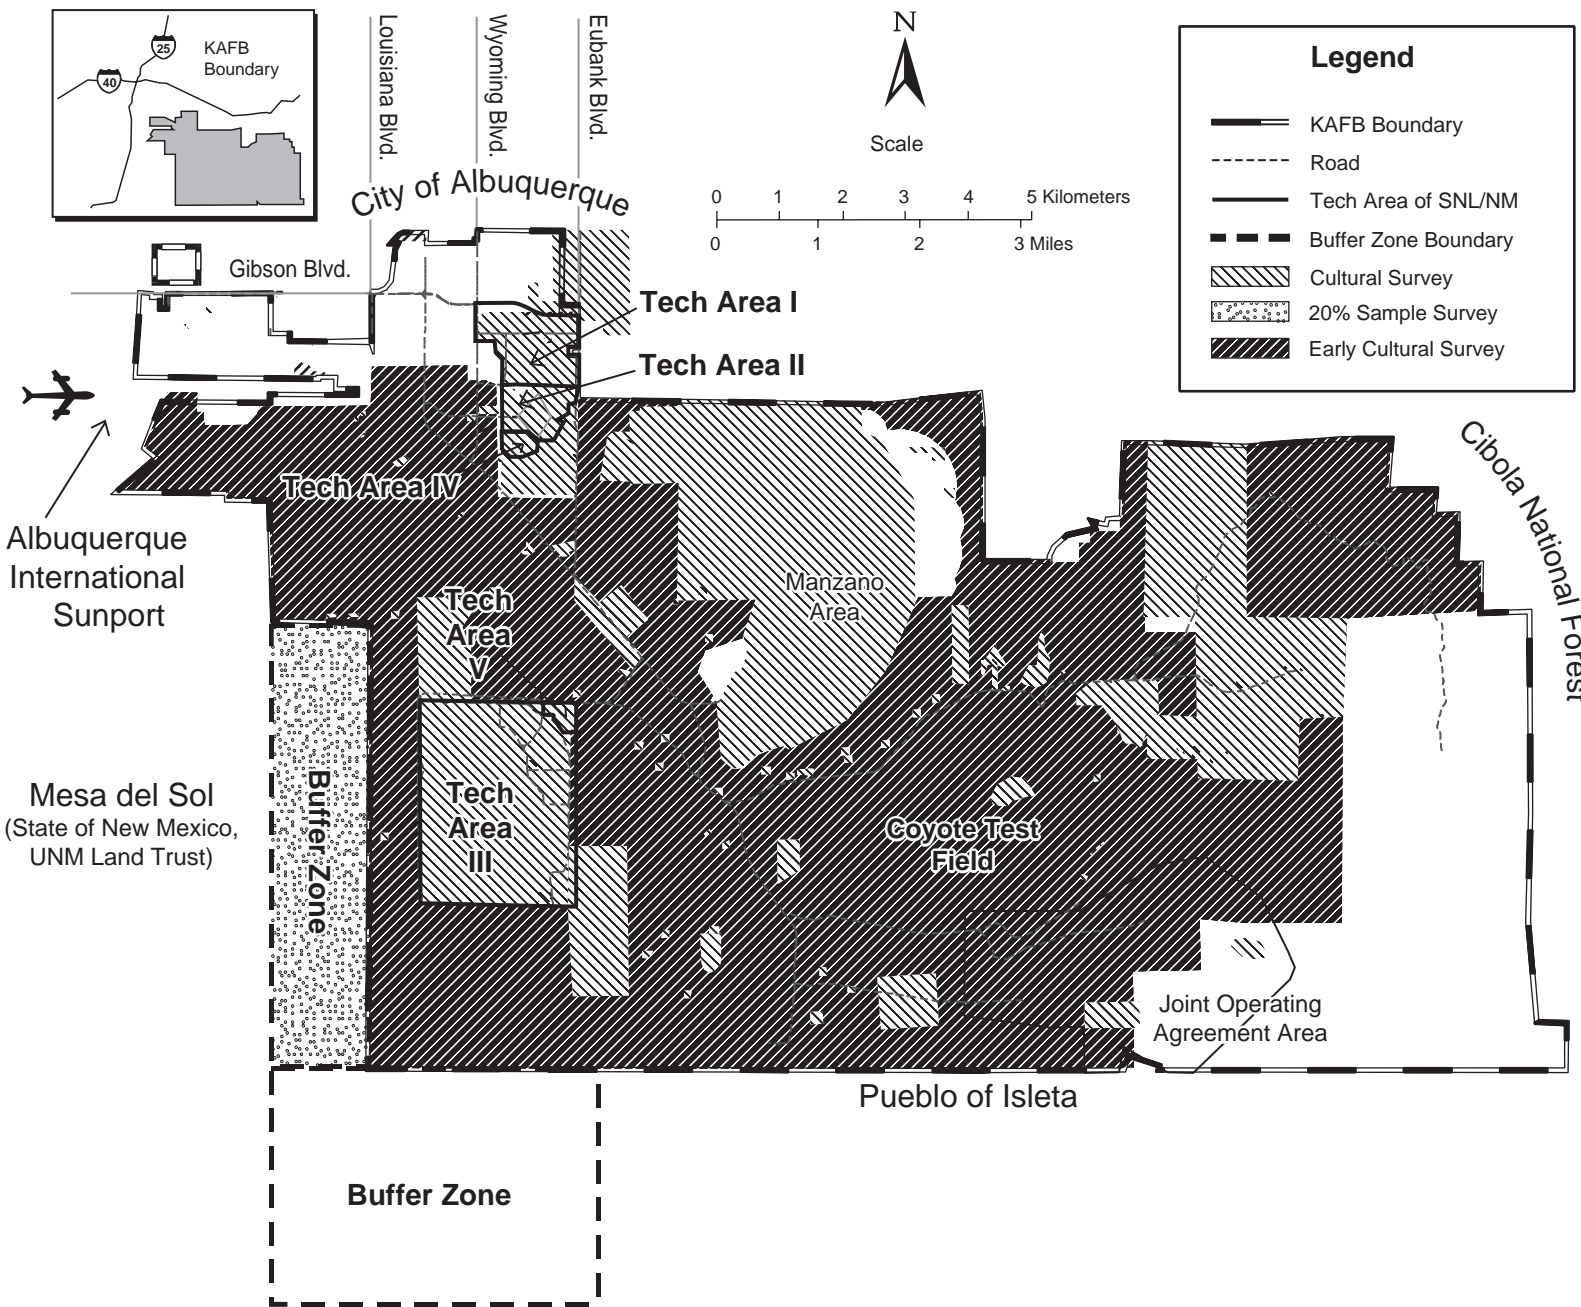 25
KAFB
Boundary
40
Louisiana Blvd.
Wyoming Blvd.
Eubank Blvd.
N
Scale
0 1 2 3 4 5 Kilometers
0 1 2 3 Miles
Legend
KAFB Boundary
Road
Tech Area of SNL/NM
Buffer Zone Boundary
Cultural Survey
20% Sample Survey
Early Cultural Survey
City of Albuquerque
Gibson Blvd.
Tech Area I
Tech Area II
Tech Area IV
Albuquerque
International
Sunport
Cibola National Forest
Tech
Area
V
Manzano
Area
Mesa del Sol
(State of New Mexico,
UNM Land Trust)
Buffer Zone
Tech
Area
III
Coyote Test
Field
Joint Operating
Agreement Area
Pueblo of Isleta
Buffer Zone